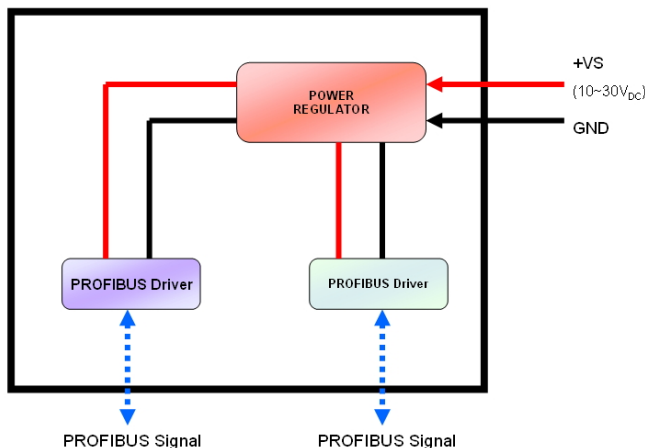 +VS
(10~30VDC)
POWER
REGULATOR
GND
PROFIBUS Driver
PROFIBUS Driver
PROFIBUS Signal
PROFIBUS Signal